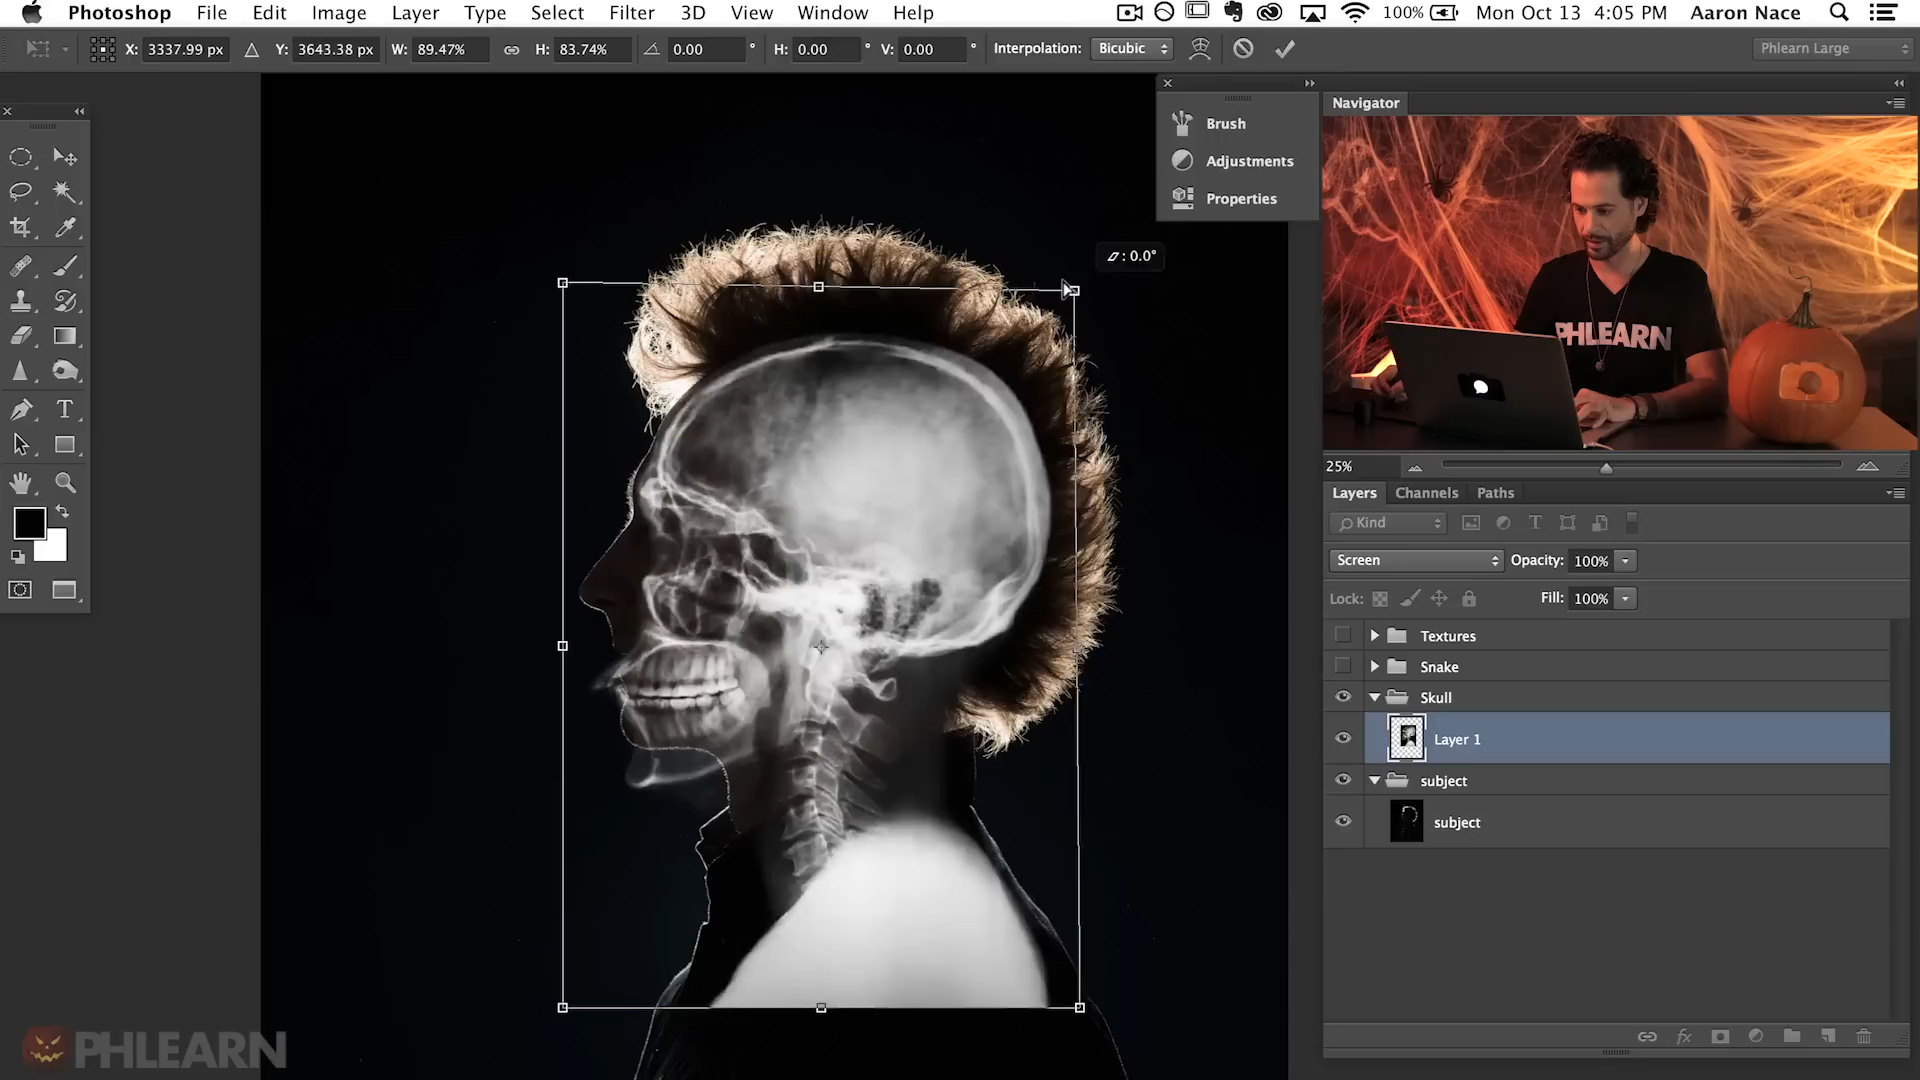 Photoshop File Edit Image Layer Type Select Filter 3D View Window Help 100% Mon Oct 13 4:05 PM Aaron Nace
X: 3337.99 px Y: 3643.38 px W: 89.47% H: 83.74% 0.00 ° H: 0.00 ° V: 0.00 ° Interpolation: Bicubic Phlearn Large
Navigator
Brush
Adjustments
Properties
: 0.0°
PHLEARN
25%
Layers Channels Paths
Kind
Screen Opacity: 100%
Lock: Fill: 100%
Textures
Snake
Skull
Layer 1
subject
subject
PHLEARN